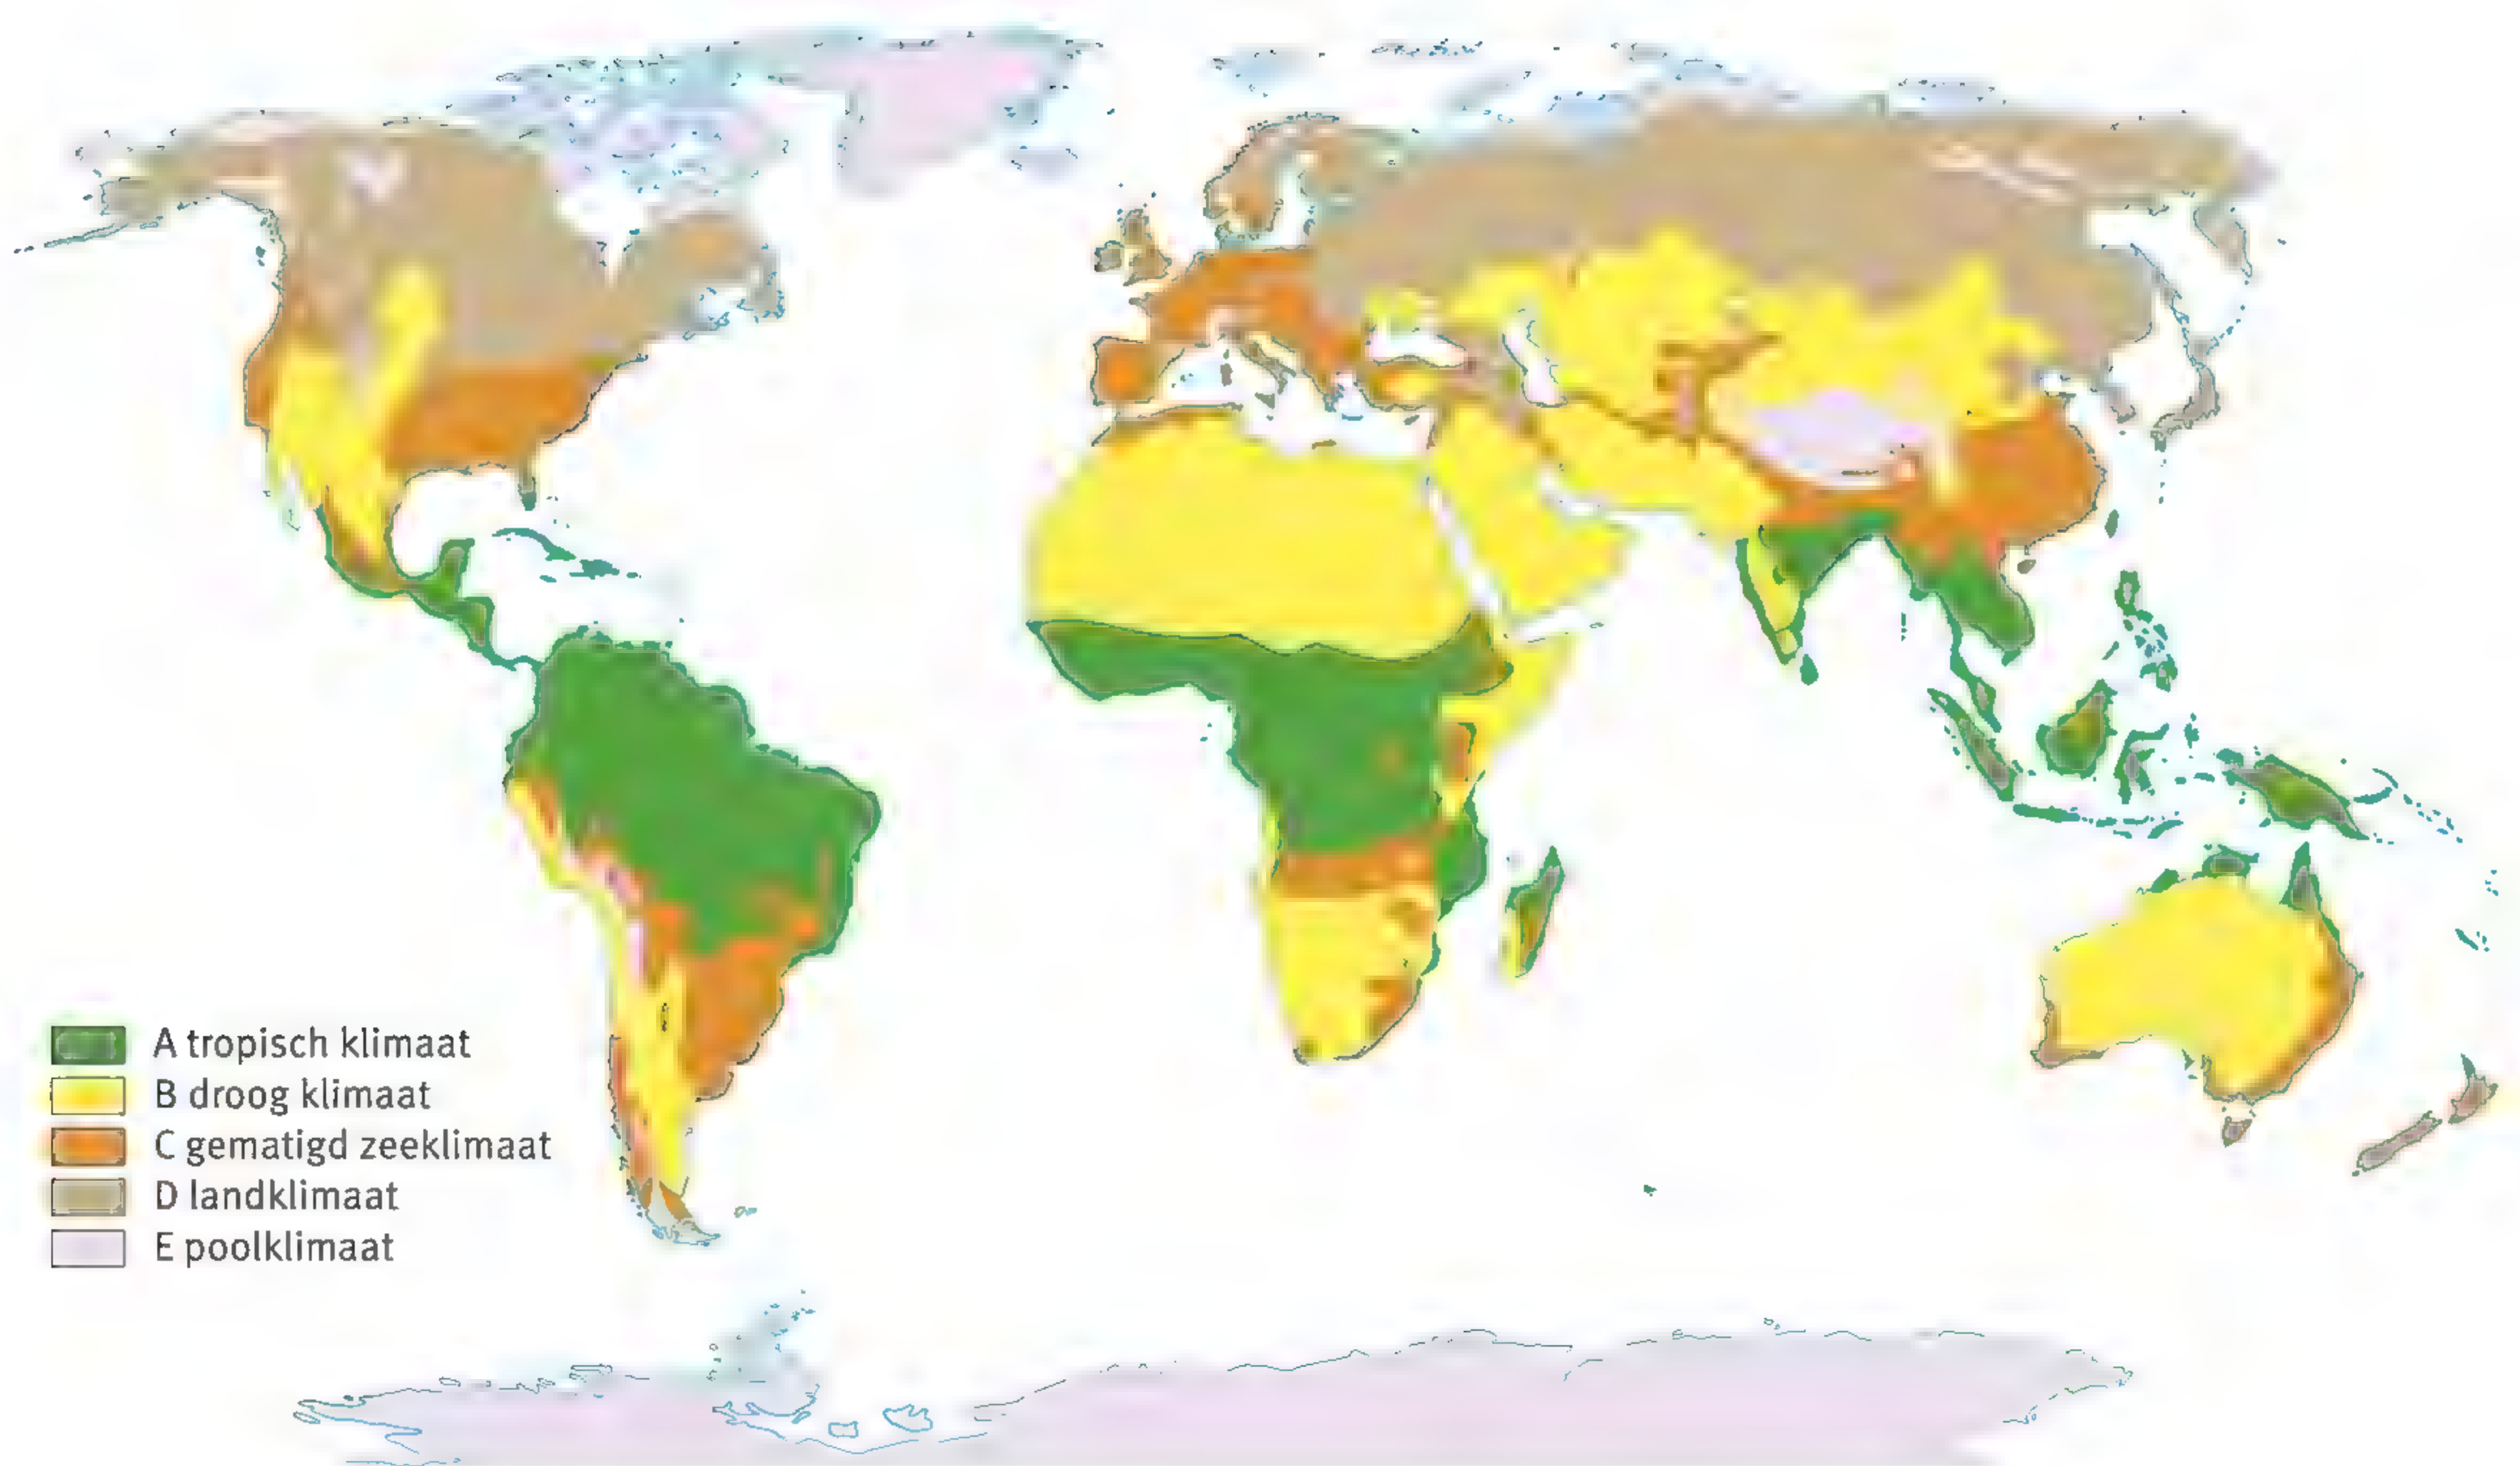 A tropisch klimaat
B droog klimaat
C gematigd zeeklimaat
D landklimaat
E poolklimaat